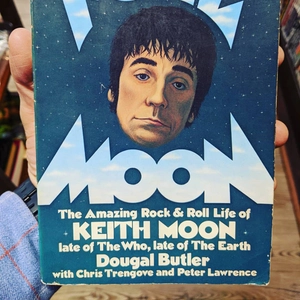 MOON
The Amazing Rock & Roll Life of
KEITH MOON
late of The Who, late of The Earth
Dougal Butler
with Chris Trengove and Peter Lawrence